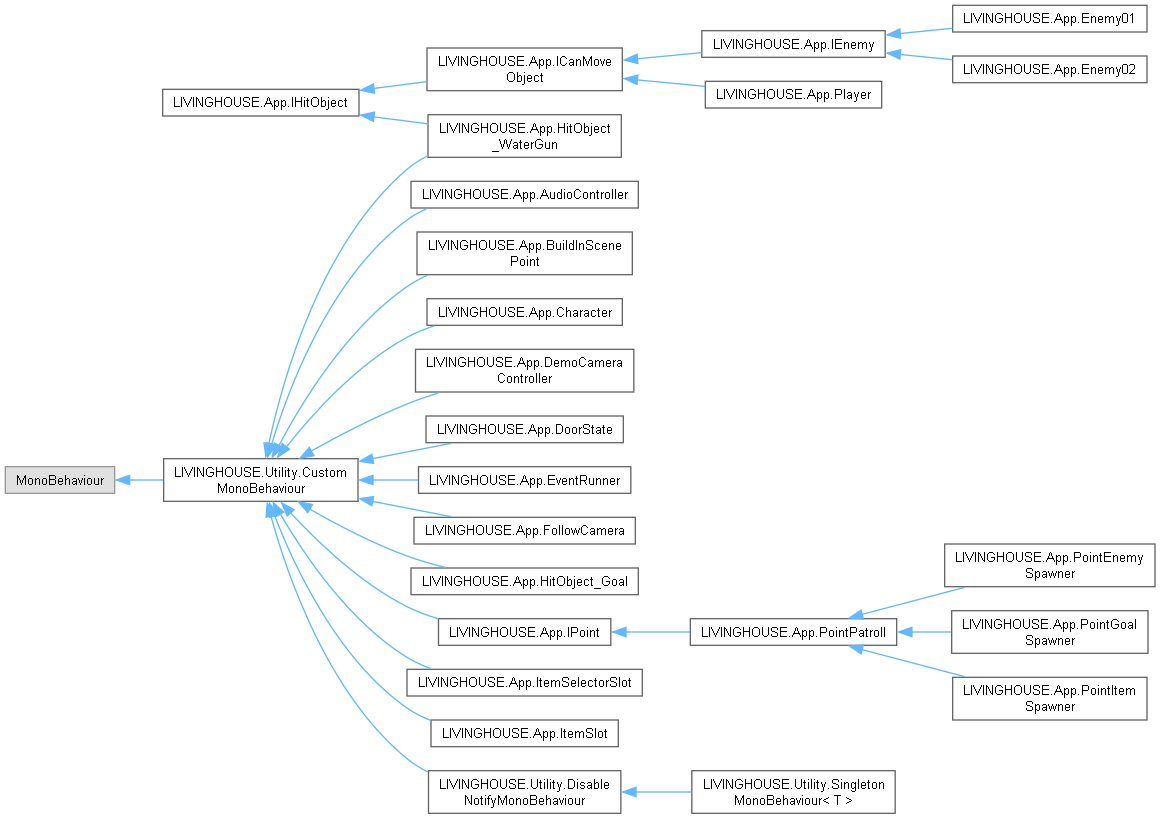 LIVINGHOUSE.App.Enemy01
LIVINGHOUSE.App.IEnemy
LIVINGHOUSE.App.ICanMove
Object
LIVINGHOUSE.App.Enemy02
LIVINGHOUSE.App.Player
LIVINGHOUSE.App.IHitObject
LIVINGHOUSE.App.HitObject
_WaterGun
LIVINGHOUSE.App.AudioController
LIVINGHOUSE.App.BuildInScene
Point
LIVINGHOUSE.App.Character
LIVINGHOUSE.App.DemoCamera
Controller
LIVINGHOUSE.App.DoorState
MonoBehaviour
LIVINGHOUSE.Utility.Custom
MonoBehaviour
LIVINGHOUSE.App.EventRunner
LIVINGHOUSE.App.FollowCamera
LIVINGHOUSE.App.HitObject_Goal
LIVINGHOUSE.App.IPoint
LIVINGHOUSE.App.PointPatroll
LIVINGHOUSE.App.PointEnemy
Spawner
LIVINGHOUSE.App.PointGoal
Spawner
LIVINGHOUSE.App.PointItem
Spawner
LIVINGHOUSE.App.ItemSelectorSlot
LIVINGHOUSE.App.ItemSlot
LIVINGHOUSE.Utility.Disable
NotifyMonoBehaviour
LIVINGHOUSE.Utility.Singleton
MonoBehaviour< T >